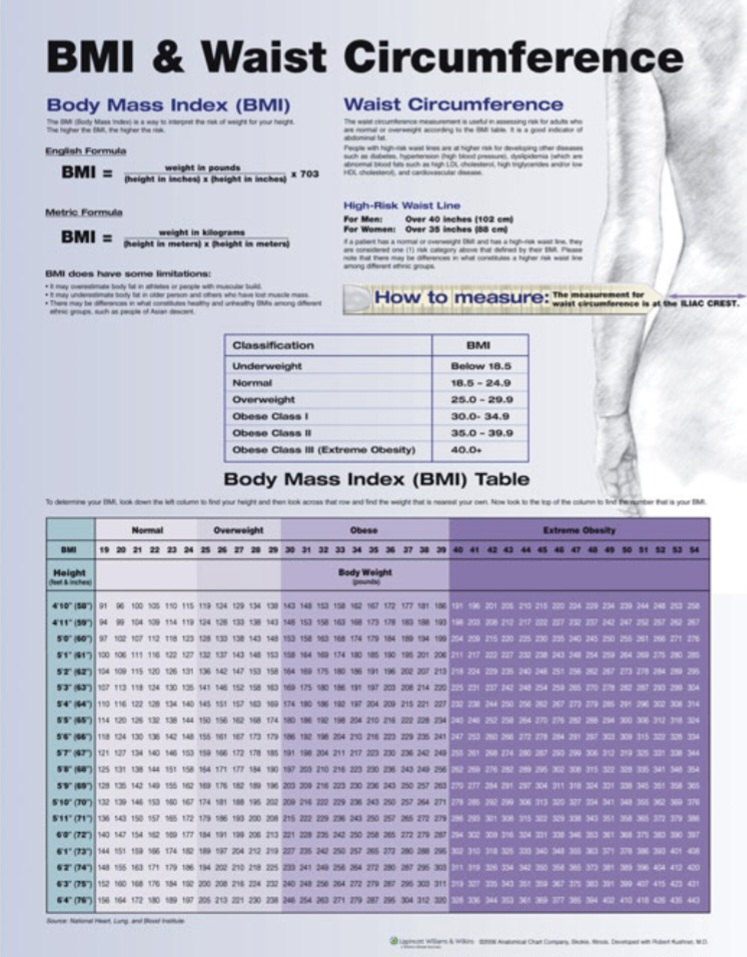 BMI & Waist Circumference
Body Mass Index (BMI)
The BMI (Body Mass Index) is a way to interpret the risk of weight for your height.
The higher the BMI, the higher the risk.
English Formula
BMI = weight in pounds
(height in inches) x (height in inches) x 703
Metric Formula
BMI = weight in kilograms
(height in meters) x (height in meters)
BMI does have some limitations:
• It may overestimate body fat in athletes or people with muscular build.
• It may underestimate body fat in older person and others who have lost muscle mass.
• There may be differences in what constitutes healthy and unhealthy BMIs among different
ethnic groups, such as people of Asian descent.
Waist Circumference
The waist circumference measurement is useful in assessing risk for adults who
are normal or overweight according to the BMI table. It is a good indicator of
abdominal fat.
People with high-risk waist lines are at higher risk for developing other diseases
such as diabetes, hypertension (high blood pressure), dyslipidemia (which are
abnormal blood fats such as high LDL cholesterol, high triglycerides and/or low
HDL cholesterol), and cardiovascular disease.
High-Risk Waist Line
For Men: Over 40 inches (102 cm)
For Women: Over 35 inches (88 cm)
If a patient has a normal or overweight BMI and has a high-risk waist line, they
are considered one (1) risk category above that defined by their BMI. Please
note that there may be differences in what constitutes a higher risk waist line
among different ethnic groups.
How to measure: The measurement for
waist circumference is at the ILIAC CREST.
Classification BMI
Underweight Below 18.5
Normal 18.5 - 24.9
Overweight 25.0 - 29.9
Obese Class I 30.0- 34.9
Obese Class II 35.0 - 39.9
Obese Class III (Extreme Obesity) 40.0+
Body Mass Index (BMI) Table
To determine your BMI, look down the left column to find your height and then look across that row and find the weight that is nearest your own. Now look to the top of the column to find the number that is your BMI.
Normal Overweight Obese Extreme Obesity
BMI 19 20 21 22 23 24 25 26 27 28 29 30 31 32 33 34 35 36 37 38 39 40 41 42 43 44 45 46 47 48 49 50 51 52 53 54
Height Body Weight
(feet & inches) (pounds)
4'10" (58") 91 96 100 105 110 115 119 124 129 134 138 143 148 153 158 162 167 172 177 181 186 191 196 201 205 210 215 220 224 229 234 239 244 248 253 258
4'11" (59") 94 99 104 109 114 119 124 128 133 138 143 148 153 158 163 168 173 178 183 188 193 198 203 208 212 217 222 227 232 237 242 247 252 257 262 267
5'0" (60") 97 102 107 112 118 123 128 133 138 143 148 153 158 163 168 174 179 184 189 194 199 204 209 215 220 225 230 235 240 245 250 255 261 266 271 276
5'1" (61") 100 106 111 116 122 127 132 137 143 148 153 158 164 169 174 180 185 190 195 201 206 211 217 222 227 232 238 243 248 254 259 264 269 275 280 285
5'2" (62") 104 109 115 120 126 131 136 142 147 153 158 164 169 175 180 186 191 196 202 207 213 218 224 229 235 240 246 251 256 262 267 273 278 284 289 295
5'3" (63") 107 113 118 124 130 135 141 146 152 158 163 169 175 180 186 191 197 203 208 214 220 225 231 237 242 248 254 259 265 270 278 282 287 293 299 304
5'4" (64") 110 116 122 128 134 140 145 151 157 163 169 174 180 186 192 197 204 209 215 221 227 232 238 244 250 256 262 267 273 279 285 291 296 302 308 314
5'5" (65") 114 120 126 132 138 144 150 156 162 168 174 180 186 192 198 204 210 216 222 228 234 240 246 252 258 264 270 276 282 288 294 300 306 312 318 324
5'6" (66") 118 124 130 136 142 148 155 161 167 173 179 186 192 198 204 210 216 223 229 235 241 247 253 260 266 272 278 284 291 297 303 309 315 322 328 334
5'7" (67") 121 127 134 140 146 153 159 166 172 178 185 191 198 204 211 217 223 230 236 242 249 255 261 268 274 280 287 293 299 306 312 319 325 331 338 344
5'8" (68") 125 131 138 144 151 158 164 171 177 184 190 197 203 210 216 223 230 236 243 249 256 262 269 276 282 289 295 302 308 315 322 328 335 341 348 354
5'9" (69") 128 135 142 149 155 162 169 176 182 189 196 203 209 216 223 230 236 243 250 257 263 270 277 284 291 297 304 311 318 324 331 338 345 351 358 365
5'10" (70") 132 139 146 153 160 167 174 181 188 195 202 209 216 222 229 236 243 250 257 264 271 278 285 292 299 306 313 320 327 334 341 348 355 362 369 376
5'11" (71") 136 143 150 157 165 172 179 186 193 200 208 215 222 229 236 243 250 257 265 272 279 286 293 301 308 315 322 329 338 343 351 358 365 372 379 386
6'0" (72") 140 147 154 162 169 177 184 191 199 206 213 221 228 235 242 250 258 265 272 279 287 294 302 309 316 324 331 338 346 353 361 368 375 383 390 397
6'1" (73") 144 151 159 166 174 182 189 197 204 212 219 227 235 242 250 257 265 272 280 288 295 302 310 318 325 333 340 348 355 363 371 378 386 393 401 408
6'2" (74") 148 155 163 171 179 186 194 202 210 218 225 233 241 249 256 264 272 280 287 295 303 311 319 326 334 342 350 358 365 373 381 389 396 404 412 420
6'3" (75") 152 160 168 176 184 192 200 208 216 224 232 240 248 256 264 272 279 287 295 303 311 319 327 335 343 351 359 367 375 383 391 399 407 415 423 431
6'4" (76") 156 164 172 180 189 197 205 213 221 230 238 246 254 263 271 279 287 295 304 312 320 328 336 344 353 361 369 377 385 394 402 410 418 426 435 443
Source: National Heart, Lung, and Blood Institute.
Lippincott Williams & Wilkins ©2006 Anatomical Chart Company, Skokie, Illinois. Developed with Robert Kushner, M.D.